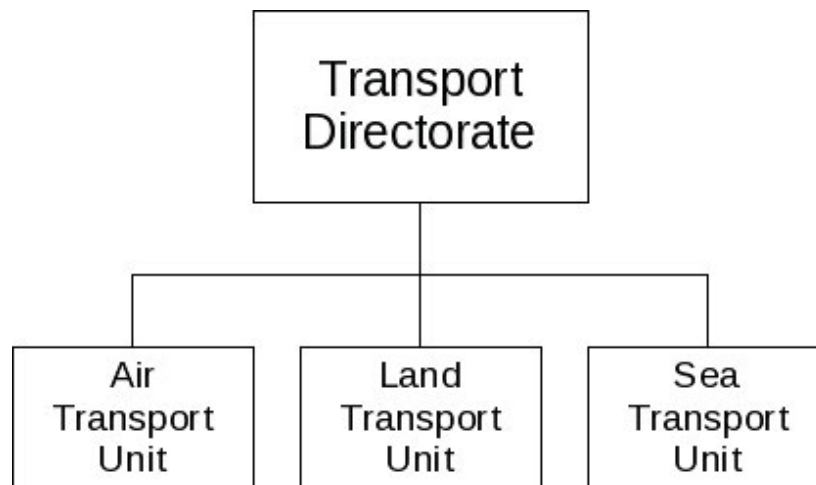 Transport
Directorate
Air
Transport
Unit
Land
Transport
Unit
Sea
Transport
Unit